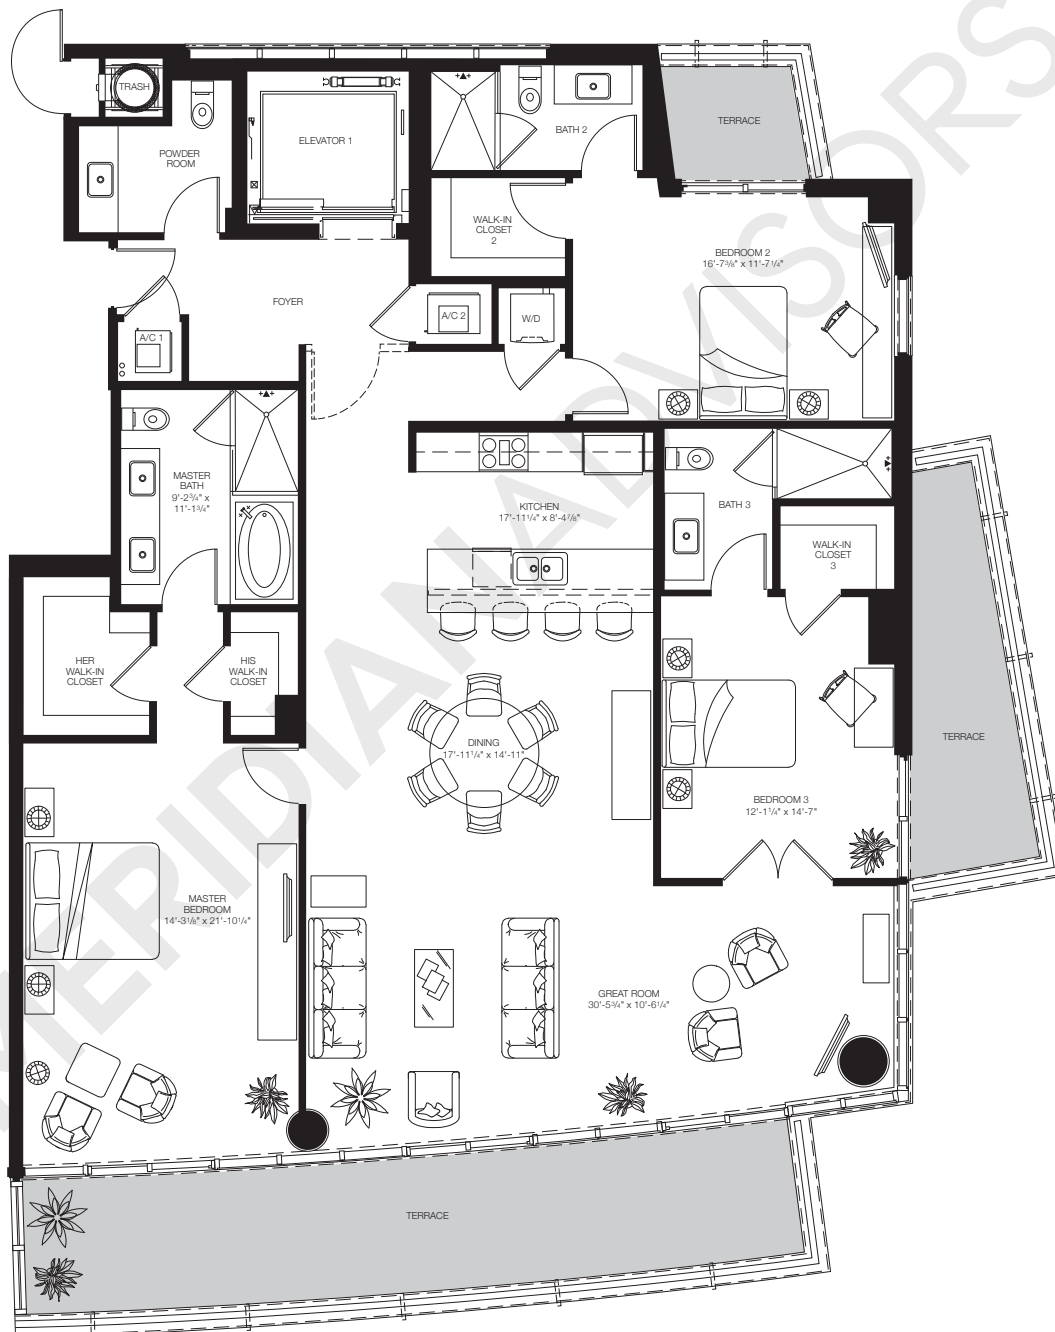 TRASH
POWDER
ROOM
ELEVATOR 1
BATH 2
TERRACE
WALK-IN
CLOSET
2
BEDROOM 2
16'-7⅜" x 11'-7¼"
FOYER
A/C 2
W/D
A/C 1
MASTER
BATH
9'-2¾" x
11'-1¾"
KITCHEN
17'-11¼" x 8'-4⅞"
BATH 3
WALK-IN
CLOSET
3
HER
WALK-IN
CLOSET
HIS
WALK-IN
CLOSET
DINING
17'-11¼" x 14'-11"
TERRACE
BEDROOM 3
12'-1¼" x 14'-7"
MASTER
BEDROOM
14'-3⅛" x 21'-10¼"
GREAT ROOM
30'-5¾" x 10'-6¼"
TERRACE
MERIDIANADVISORS